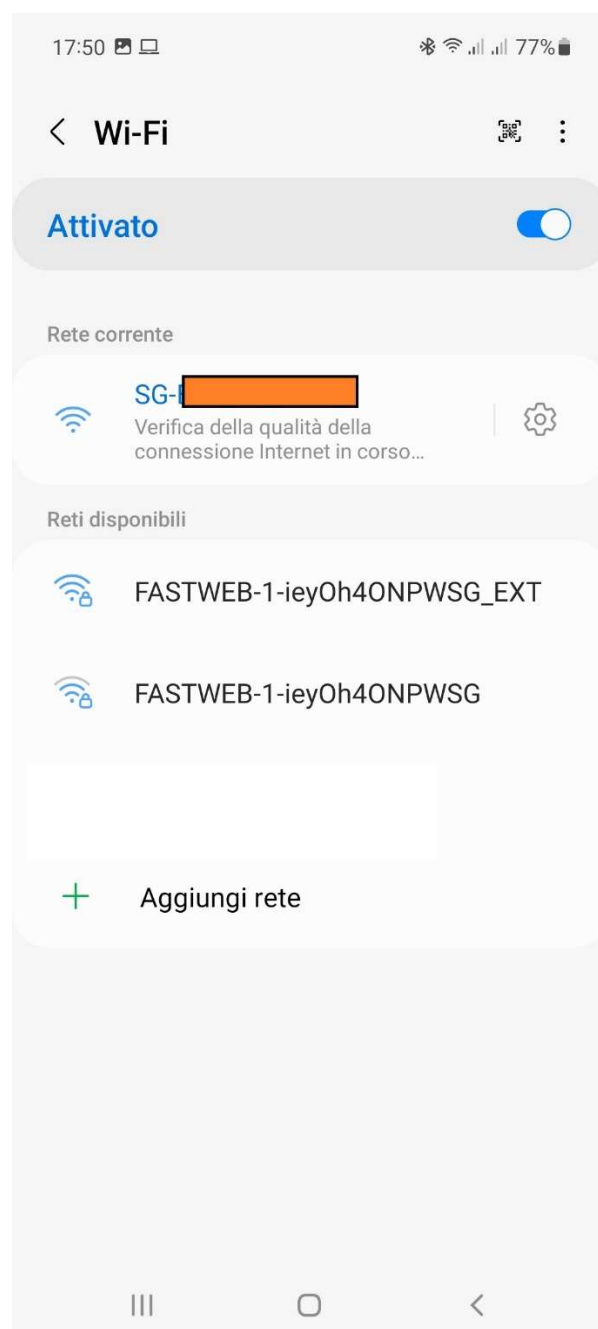 17:50 77%
Wi-Fi
Attivato
Rete corrente
SG-
Verifica della qualità della
connessione Internet in corso...
Reti disponibili
FASTWEB-1-ieyOh4ONPWSG_EXT
FASTWEB-1-ieyOh4ONPWSG
Aggiungi rete